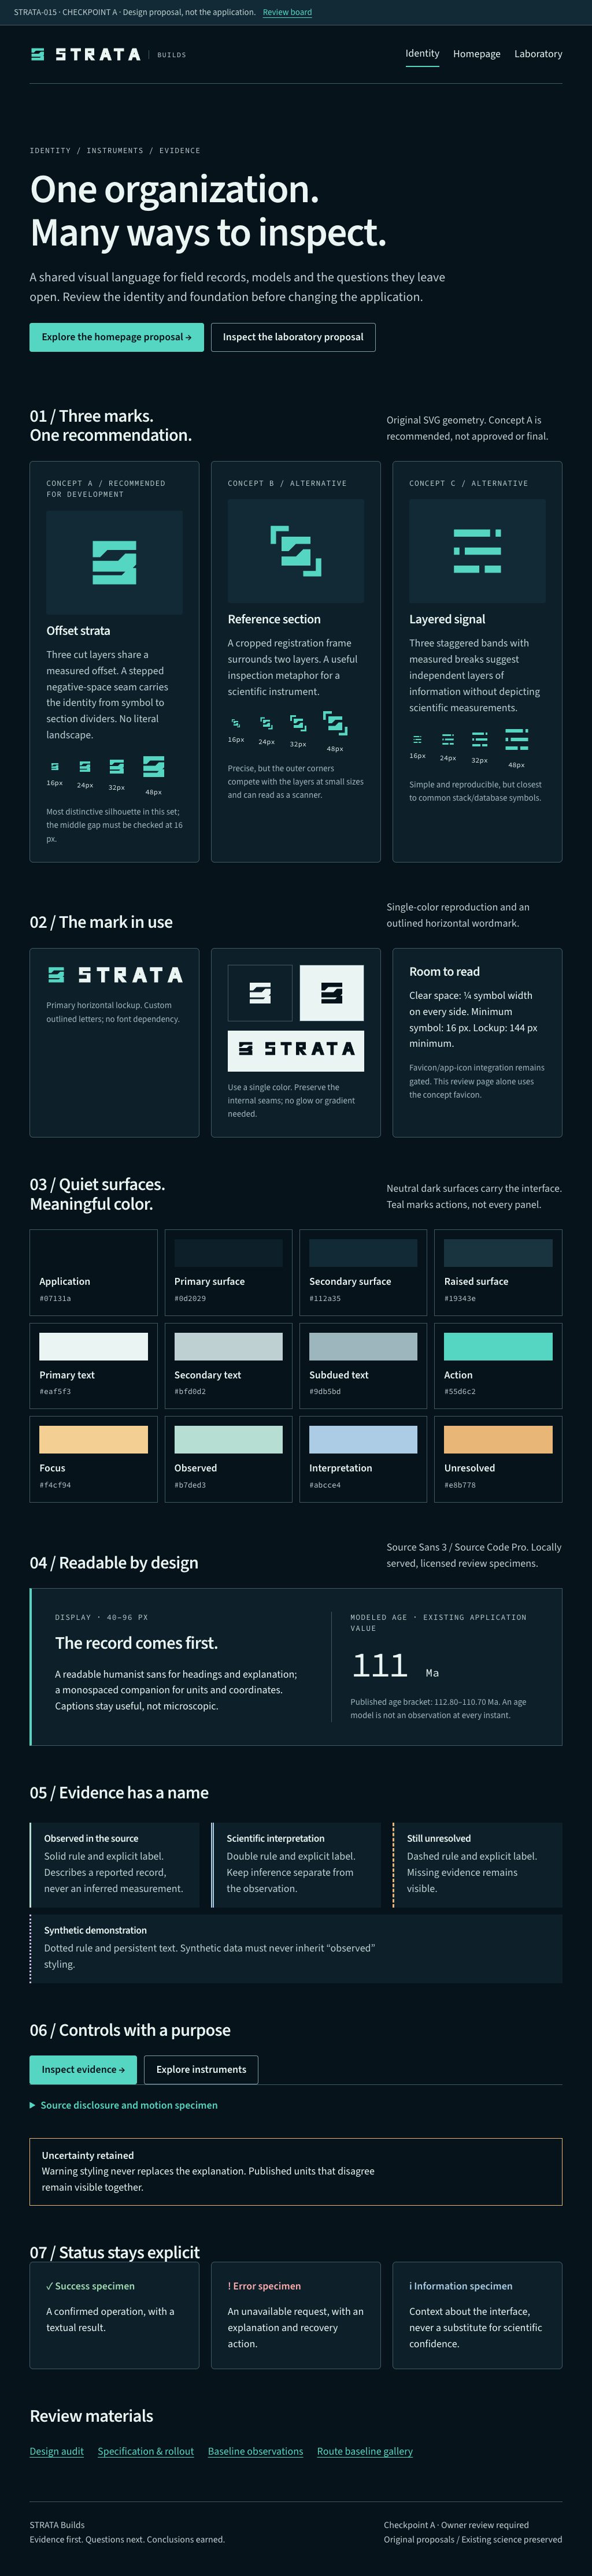 STRATA-015 · CHECKPOINT A · Design proposal, not the application. Review board
STRATA BUILDS
Identity Homepage Laboratory
IDENTITY / INSTRUMENTS / EVIDENCE
One organization.
Many ways to inspect.
A shared visual language for field records, models and the questions they leave
open. Review the identity and foundation before changing the application.
Explore the homepage proposal →
Inspect the laboratory proposal
01 / Three marks.
One recommendation.
Original SVG geometry. Concept A is
recommended, not approved or final.
CONCEPT A / RECOMMENDED
FOR DEVELOPMENT
Offset strata
Three cut layers share a
measured offset. A stepped
negative-space seam carries
the identity from symbol to
section dividers. No literal
landscape.
16px 24px 32px 48px
Most distinctive silhouette in this set;
the middle gap must be checked at 16
px.
CONCEPT B / ALTERNATIVE
Reference section
A cropped registration frame
surrounds two layers. A useful
inspection metaphor for a
scientific instrument.
16px 24px 32px 48px
Precise, but the outer corners
compete with the layers at small sizes
and can read as a scanner.
CONCEPT C / ALTERNATIVE
Layered signal
Three staggered bands with
measured breaks suggest
independent layers of
information without depicting
scientific measurements.
16px 24px 32px 48px
Simple and reproducible, but closest
to common stack/database symbols.
02 / The mark in use
Single-color reproduction and an
outlined horizontal wordmark.
STRATA
Primary horizontal lockup. Custom
outlined letters; no font dependency.
STRATA
Use a single color. Preserve the
internal seams; no glow or gradient
needed.
Room to read
Clear space: ¼ symbol width
on every side. Minimum
symbol: 16 px. Lockup: 144 px
minimum.
Favicon/app-icon integration remains
gated. This review page alone uses
the concept favicon.
03 / Quiet surfaces.
Meaningful color.
Neutral dark surfaces carry the interface.
Teal marks actions, not every panel.
Application
#07131a
Primary surface
#0d2029
Secondary surface
#112a35
Raised surface
#19343e
Primary text
#eaf5f3
Secondary text
#bfd0d2
Subdued text
#9db5bd
Action
#55d6c2
Focus
#f4cf94
Observed
#b7ded3
Interpretation
#abcce4
Unresolved
#e8b778
04 / Readable by design
Source Sans 3 / Source Code Pro. Locally
served, licensed review specimens.
DISPLAY · 40–96 PX
The record comes first.
A readable humanist sans for headings and explanation;
a monospaced companion for units and coordinates.
Captions stay useful, not microscopic.
MODELED AGE · EXISTING APPLICATION
VALUE
111 Ma
Published age bracket: 112.80–110.70 Ma. An age
model is not an observation at every instant.
05 / Evidence has a name
Observed in the source
Solid rule and explicit label.
Describes a reported record,
never an inferred measurement.
Scientific interpretation
Double rule and explicit label.
Keep inference separate from
the observation.
Still unresolved
Dashed rule and explicit label.
Missing evidence remains
visible.
Synthetic demonstration
Dotted rule and persistent text. Synthetic data must never inherit “observed”
styling.
06 / Controls with a purpose
Inspect evidence →
Explore instruments
▶ Source disclosure and motion specimen
Uncertainty retained
Warning styling never replaces the explanation. Published units that disagree
remain visible together.
07 / Status stays explicit
✓ Success specimen
A confirmed operation, with a
textual result.
! Error specimen
An unavailable request, with an
explanation and recovery
action.
i Information specimen
Context about the interface,
never a substitute for scientific
confidence.
Review materials
Design audit Specification & rollout Baseline observations Route baseline gallery
STRATA Builds
Evidence first. Questions next. Conclusions earned.
Checkpoint A · Owner review required
Original proposals / Existing science preserved